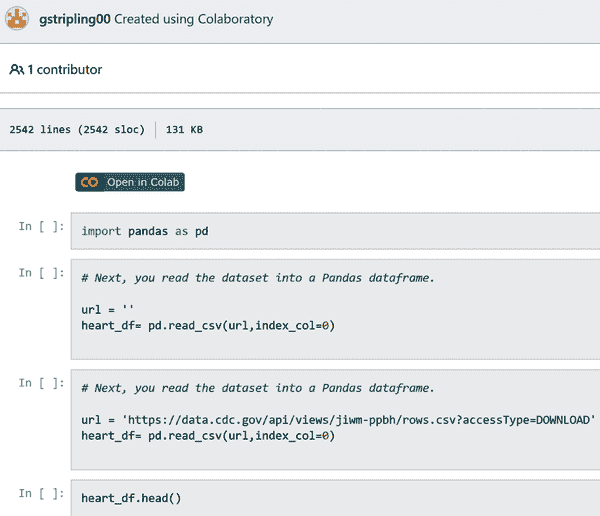 gstripling00 Created using Colaboratory
1 contributor
2542 lines (2542 sloc) 131 KB
CO Open in Colab
In [ ]: import pandas as pd
In [ ]: # Next, you read the dataset into a Pandas dataframe.
url = ''
heart_df= pd.read_csv(url,index_col=0)
In [ ]: # Next, you read the dataset into a Pandas dataframe.
url = 'https://data.cdc.gov/api/views/jiwm-ppbh/rows.csv?accessType=DOWNLOAD'
heart_df= pd.read_csv(url,index_col=0)
In [ ]: heart_df.head()